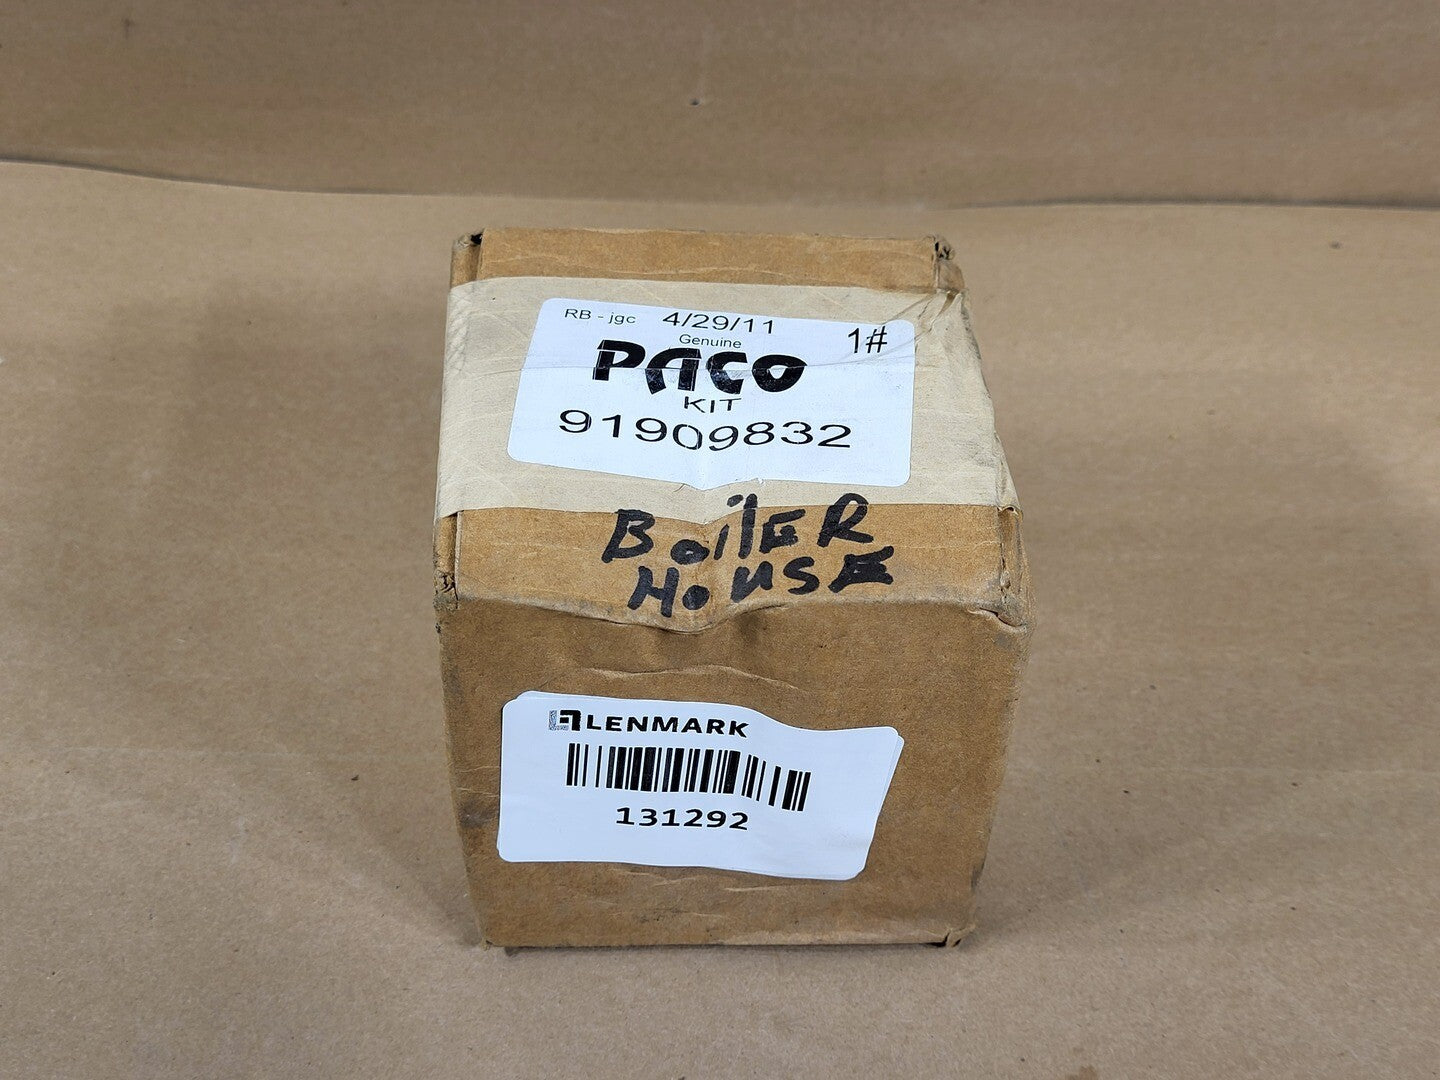 RB - jgc 4/29/11 1#
Genuine
PACO
KIT
91909832
BoilER
HOUSE
LENMARK
131292